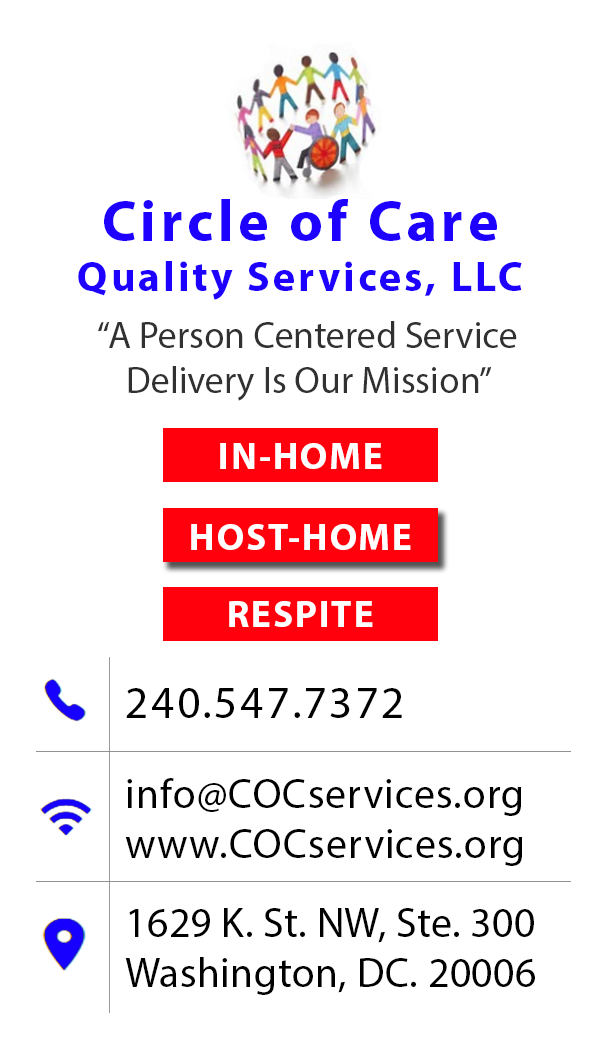 Circle of Care
Quality Services, LLC
“A Person Centered Service
Delivery Is Our Mission”
IN-HOME
HOST-HOME
RESPITE
240.547.7372
info@COCservices.org
www.COCservices.org
1629 K. St. NW, Ste. 300
Washington, DC. 20006